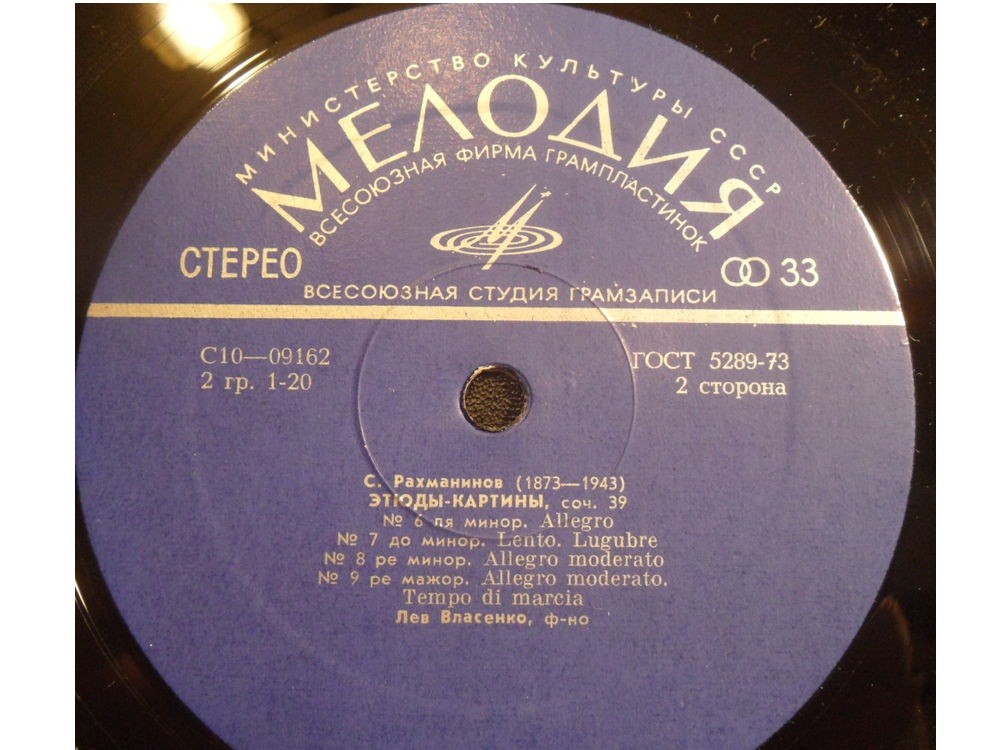 МИНИСТЕРСТВО КУЛЬТУРЫ СССР
МЕЛОДИЯ
ВСЕСОЮЗНАЯ ФИРМА ГРАМПЛАСТИНОК
СТЕРЕО
33
ВСЕСОЮЗНАЯ СТУДИЯ ГРАМЗАПИСИ
С10—09162
ГОСТ 5289-73
2 гр. 1-20
2 сторона
С. Рахманинов (1873—1943)
ЭТЮДЫ-КАРТИНЫ, соч. 39
№ 6 ля минор. Allegro
№ 7 до минор. Lento. Lugubre
№ 8 ре минор. Allegro moderato
№ 9 ре мажор. Allegro moderato.
Tempo di marcia
Лев Власенко, ф-но